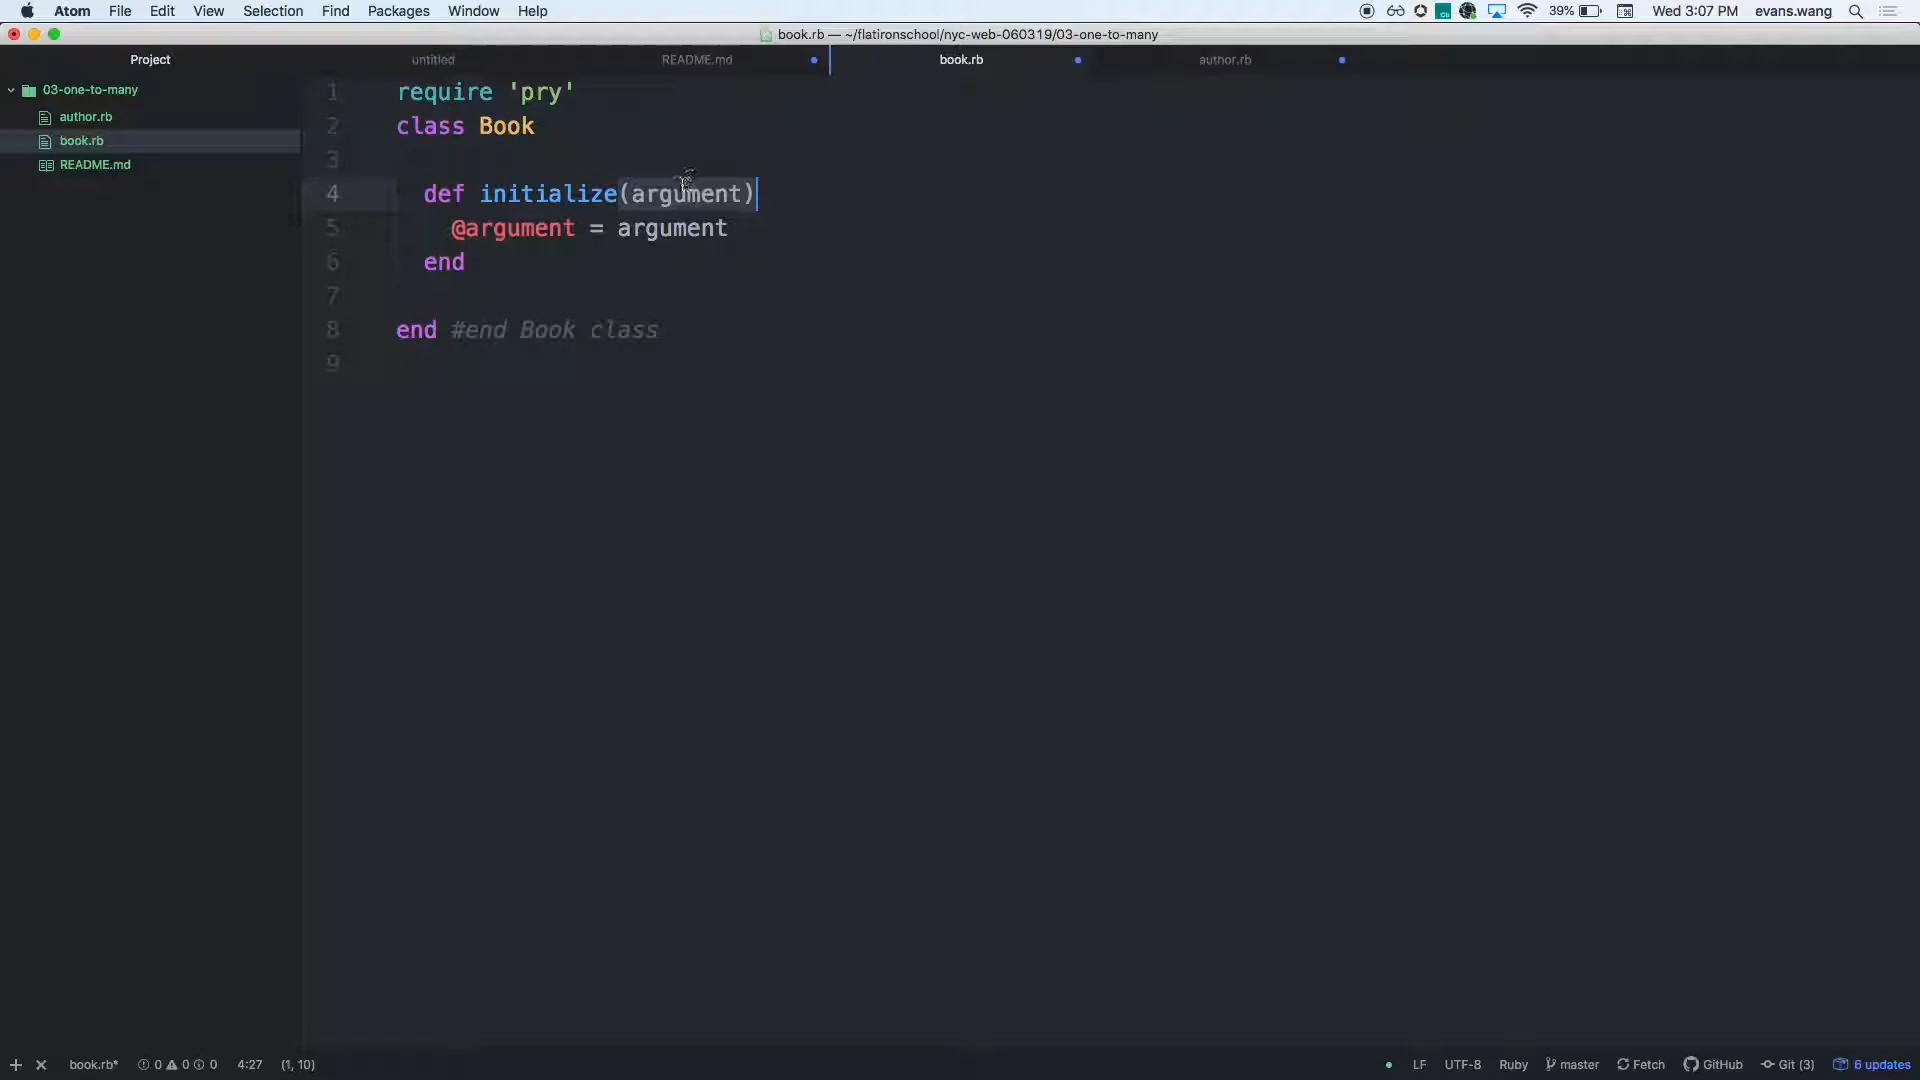 Atom File Edit View Selection Find Packages Window Help 39% Wed 3:07 PM evans.wang
book.rb — ~/flatironschool/nyc-web-060319/03-one-to-many
Project untitled README.md book.rb author.rb
03-one-to-many
author.rb
book.rb
README.md
1 require 'pry'
2 class Book
3
4 def initialize(argument)
5 @argument = argument
6 end
7
8 end #end Book class
9
book.rb* 0 0 0 4:27 (1, 10) LF UTF-8 Ruby master Fetch GitHub Git (3) 6 updates